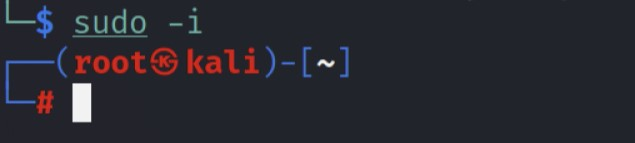 └─$ sudo -i
┌──(root㉿kali)-[~]
└─#